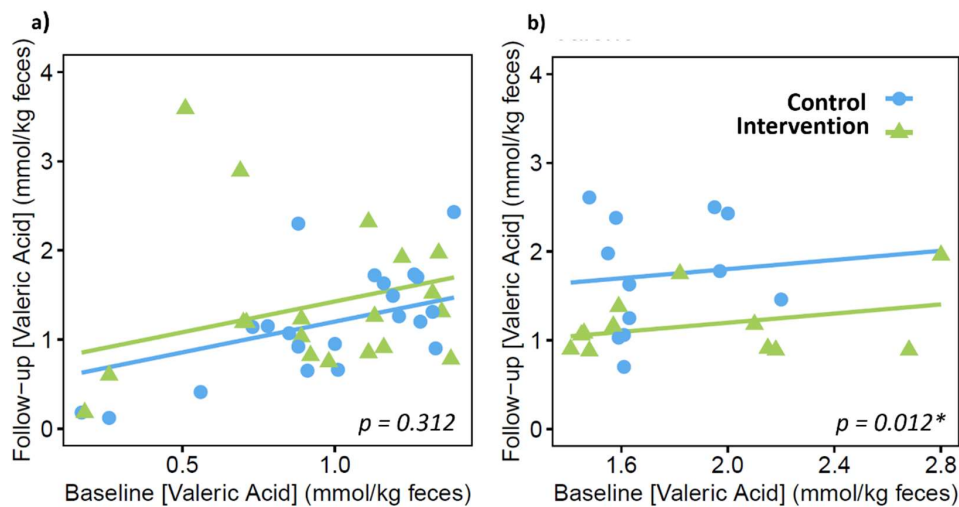 a)
Follow-up [Valeric Acid] (mmol/kg feces)
4
3
2
1
0
p = 0.312
0.5 1.0
Baseline [Valeric Acid] (mmol/kg feces)
b)
Follow-up [Valeric Acid] (mmol/kg feces)
4
3
2
1
0
Control
Intervention
p = 0.012*
1.6 2.0 2.4 2.8
Baseline [Valeric Acid] (mmol/kg feces)